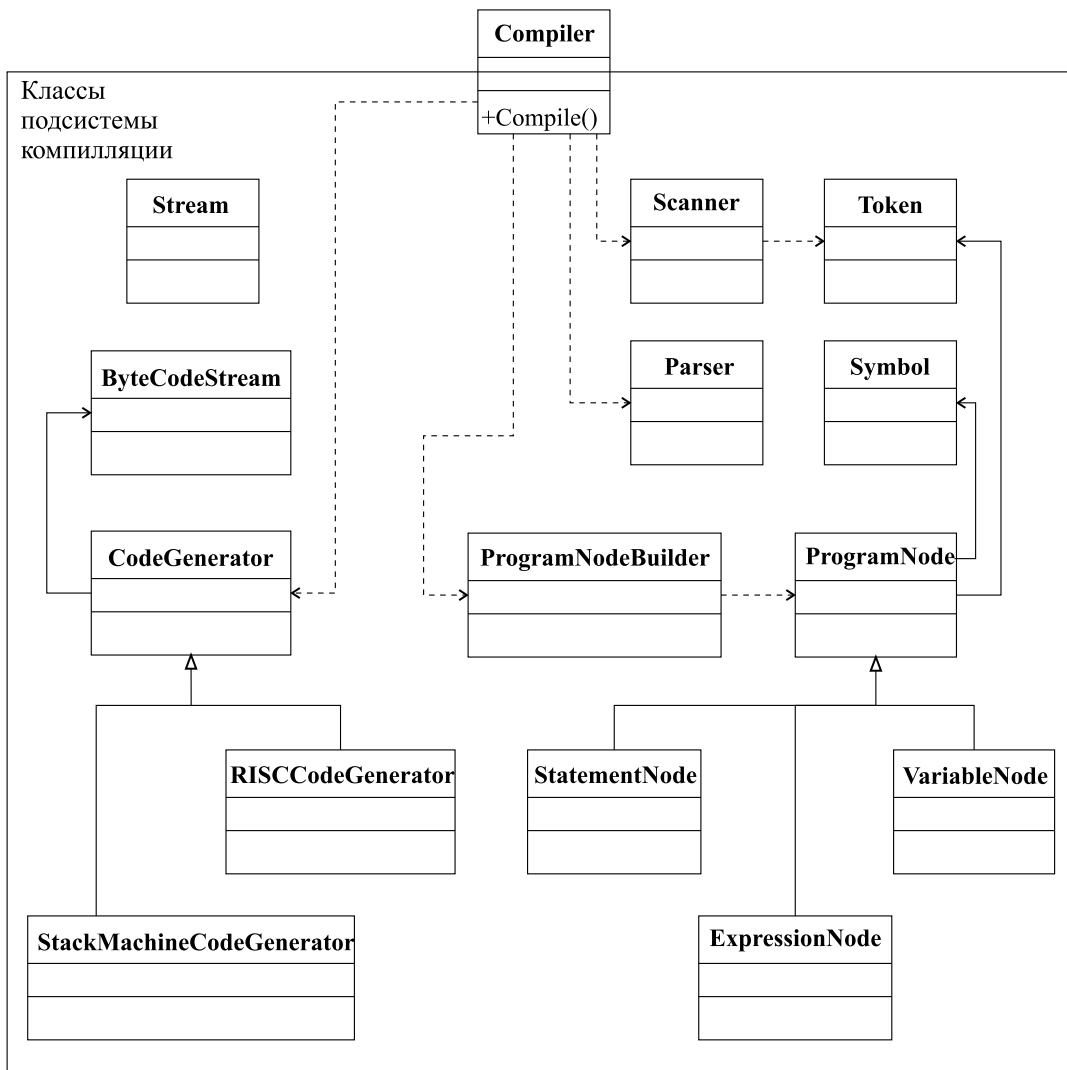 Compiler
+Compile()
Классы
подсистемы
компилляции
Stream
Scanner
Token
ByteCodeStream
Parser
Symbol
CodeGenerator
ProgramNodeBuilder
ProgramNode
RISCCodeGenerator
StatementNode
VariableNode
StackMachineCodeGenerator
ExpressionNode